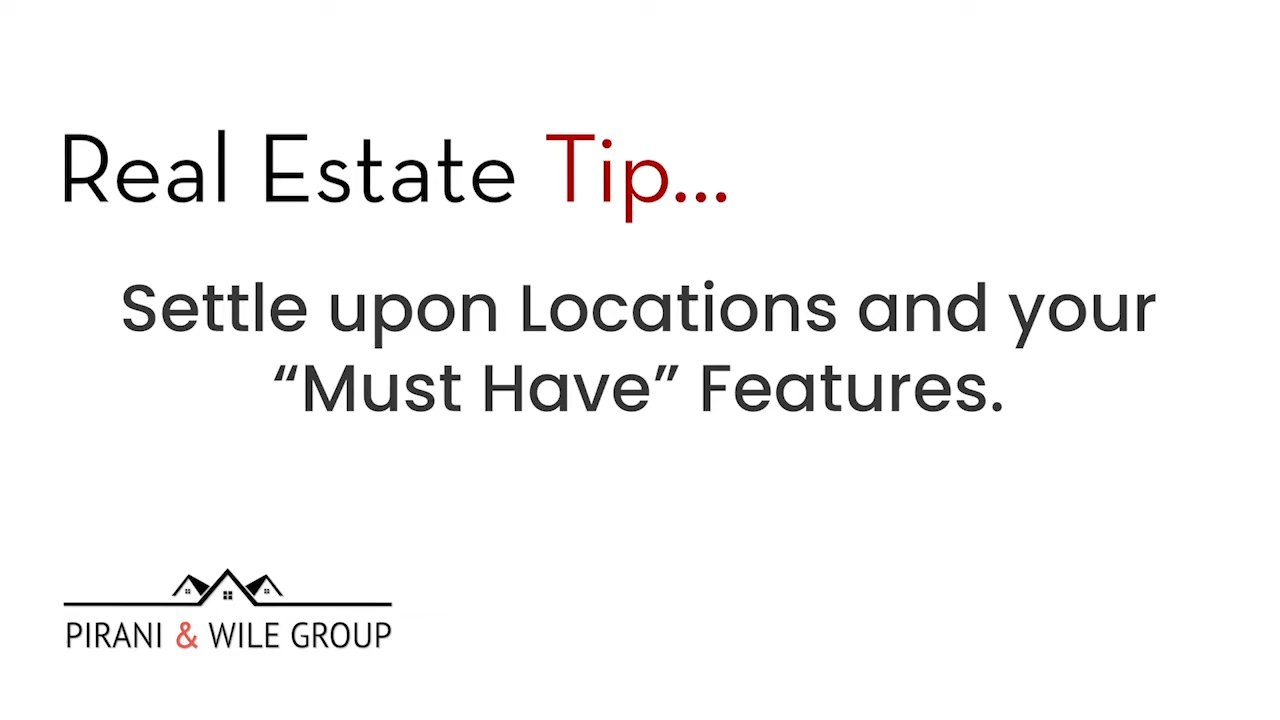 Real Estate Tip...
Settle upon Locations and your
“Must Have” Features.
PIRANI & WILE GROUP